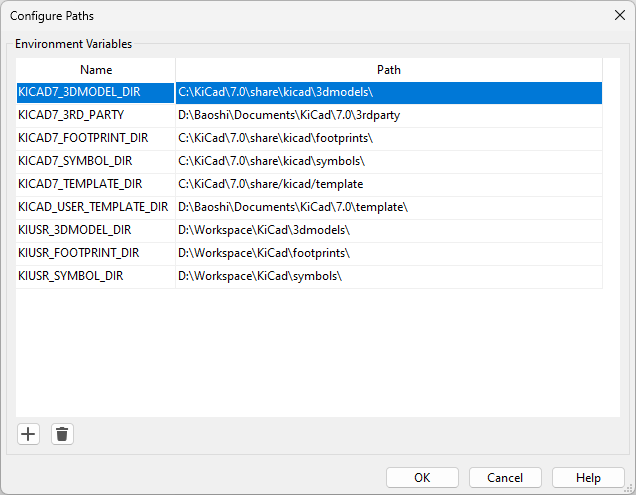 Configure Paths
Environment Variables
Name Path
KICAD7_3DMODEL_DIR C:\KiCad\7.0\share\kicad\3dmodels\
KICAD7_3RD_PARTY D:\Baoshi\Documents\KiCad\7.0\3rdparty
KICAD7_FOOTPRINT_DIR C:\KiCad\7.0\share\kicad\footprints\
KICAD7_SYMBOL_DIR C:\KiCad\7.0\share\kicad\symbols\
KICAD7_TEMPLATE_DIR C:\KiCad\7.0\share/kicad/template
KICAD_USER_TEMPLATE_DIR D:\Baoshi\Documents\KiCad\7.0\template\
KIUSR_3DMODEL_DIR D:\Workspace\KiCad\3dmodels\
KIUSR_FOOTPRINT_DIR D:\Workspace\KiCad\footprints\
KIUSR_SYMBOL_DIR D:\Workspace\KiCad\symbols\
OK Cancel Help